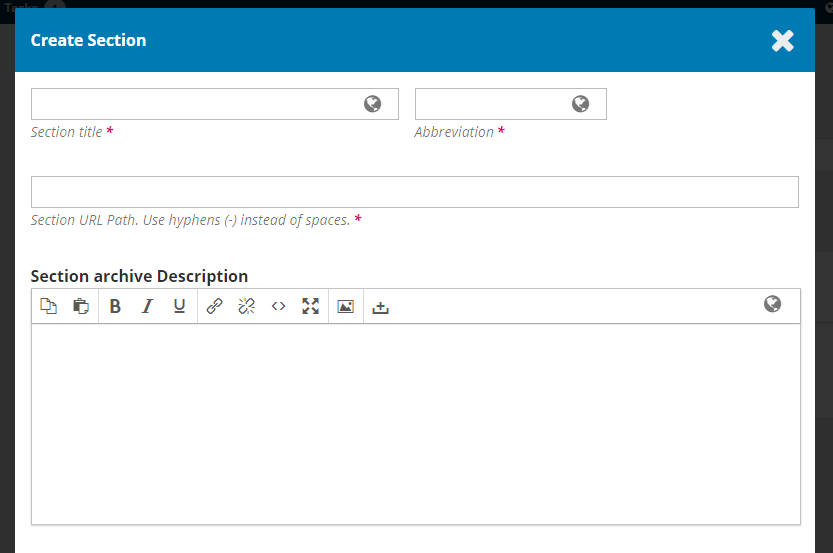 Tasks
Create Section
Section title *
Abbreviation *
Section URL Path. Use hyphens (-) instead of spaces. *
Section archive Description
B I U